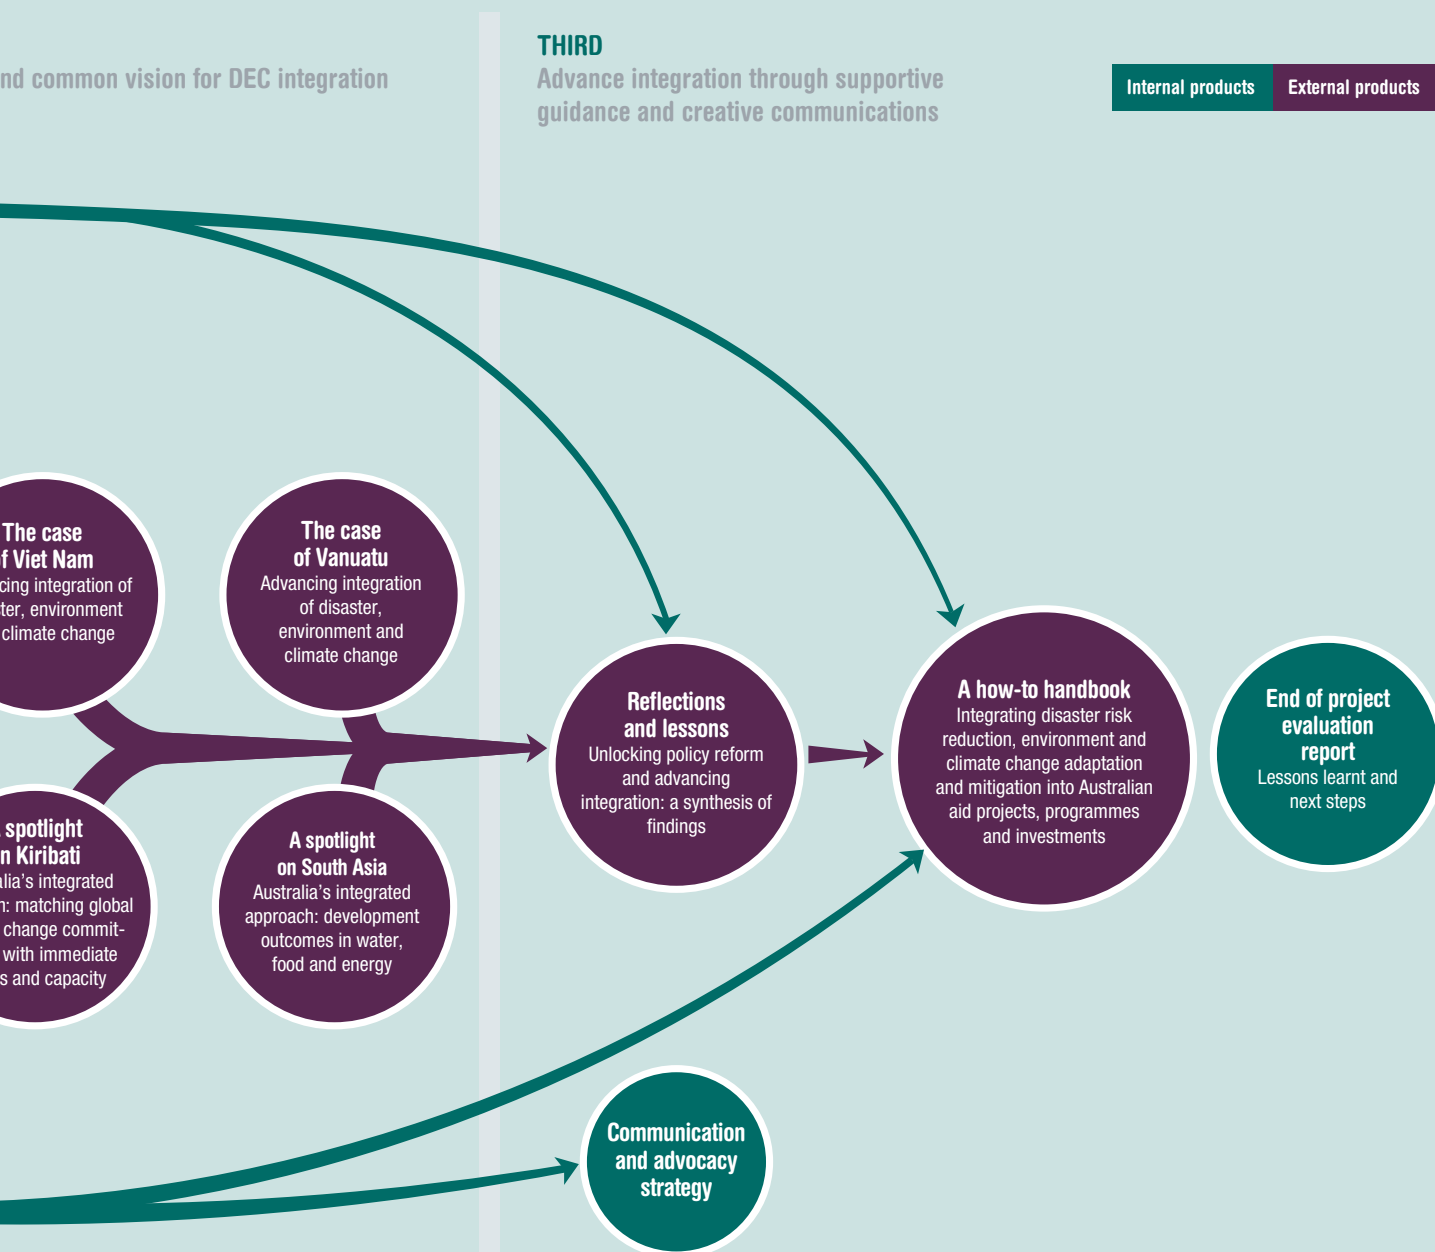 nd common vision for DEC integration
THIRD
Advance integration through supportive
guidance and creative communications
Internal products
External products
The case
of Viet Nam
cing integration of
ter, environment
climate change
The case
of Vanuatu
Advancing integration
of disaster,
environment and
climate change
spotlight
n Kiribati
alia's integrated
n: matching global
change commit-
with immediate
s and capacity
A spotlight
on South Asia
Australia's integrated
approach: development
outcomes in water,
food and energy
Reflections
and lessons
Unlocking policy reform
and advancing
integration: a synthesis of
findings
A how-to handbook
Integrating disaster risk
reduction, environment and
climate change adaptation
and mitigation into Australian
aid projects, programmes
and investments
End of project
evaluation
report
Lessons learnt and
next steps
Communication
and advocacy
strategy